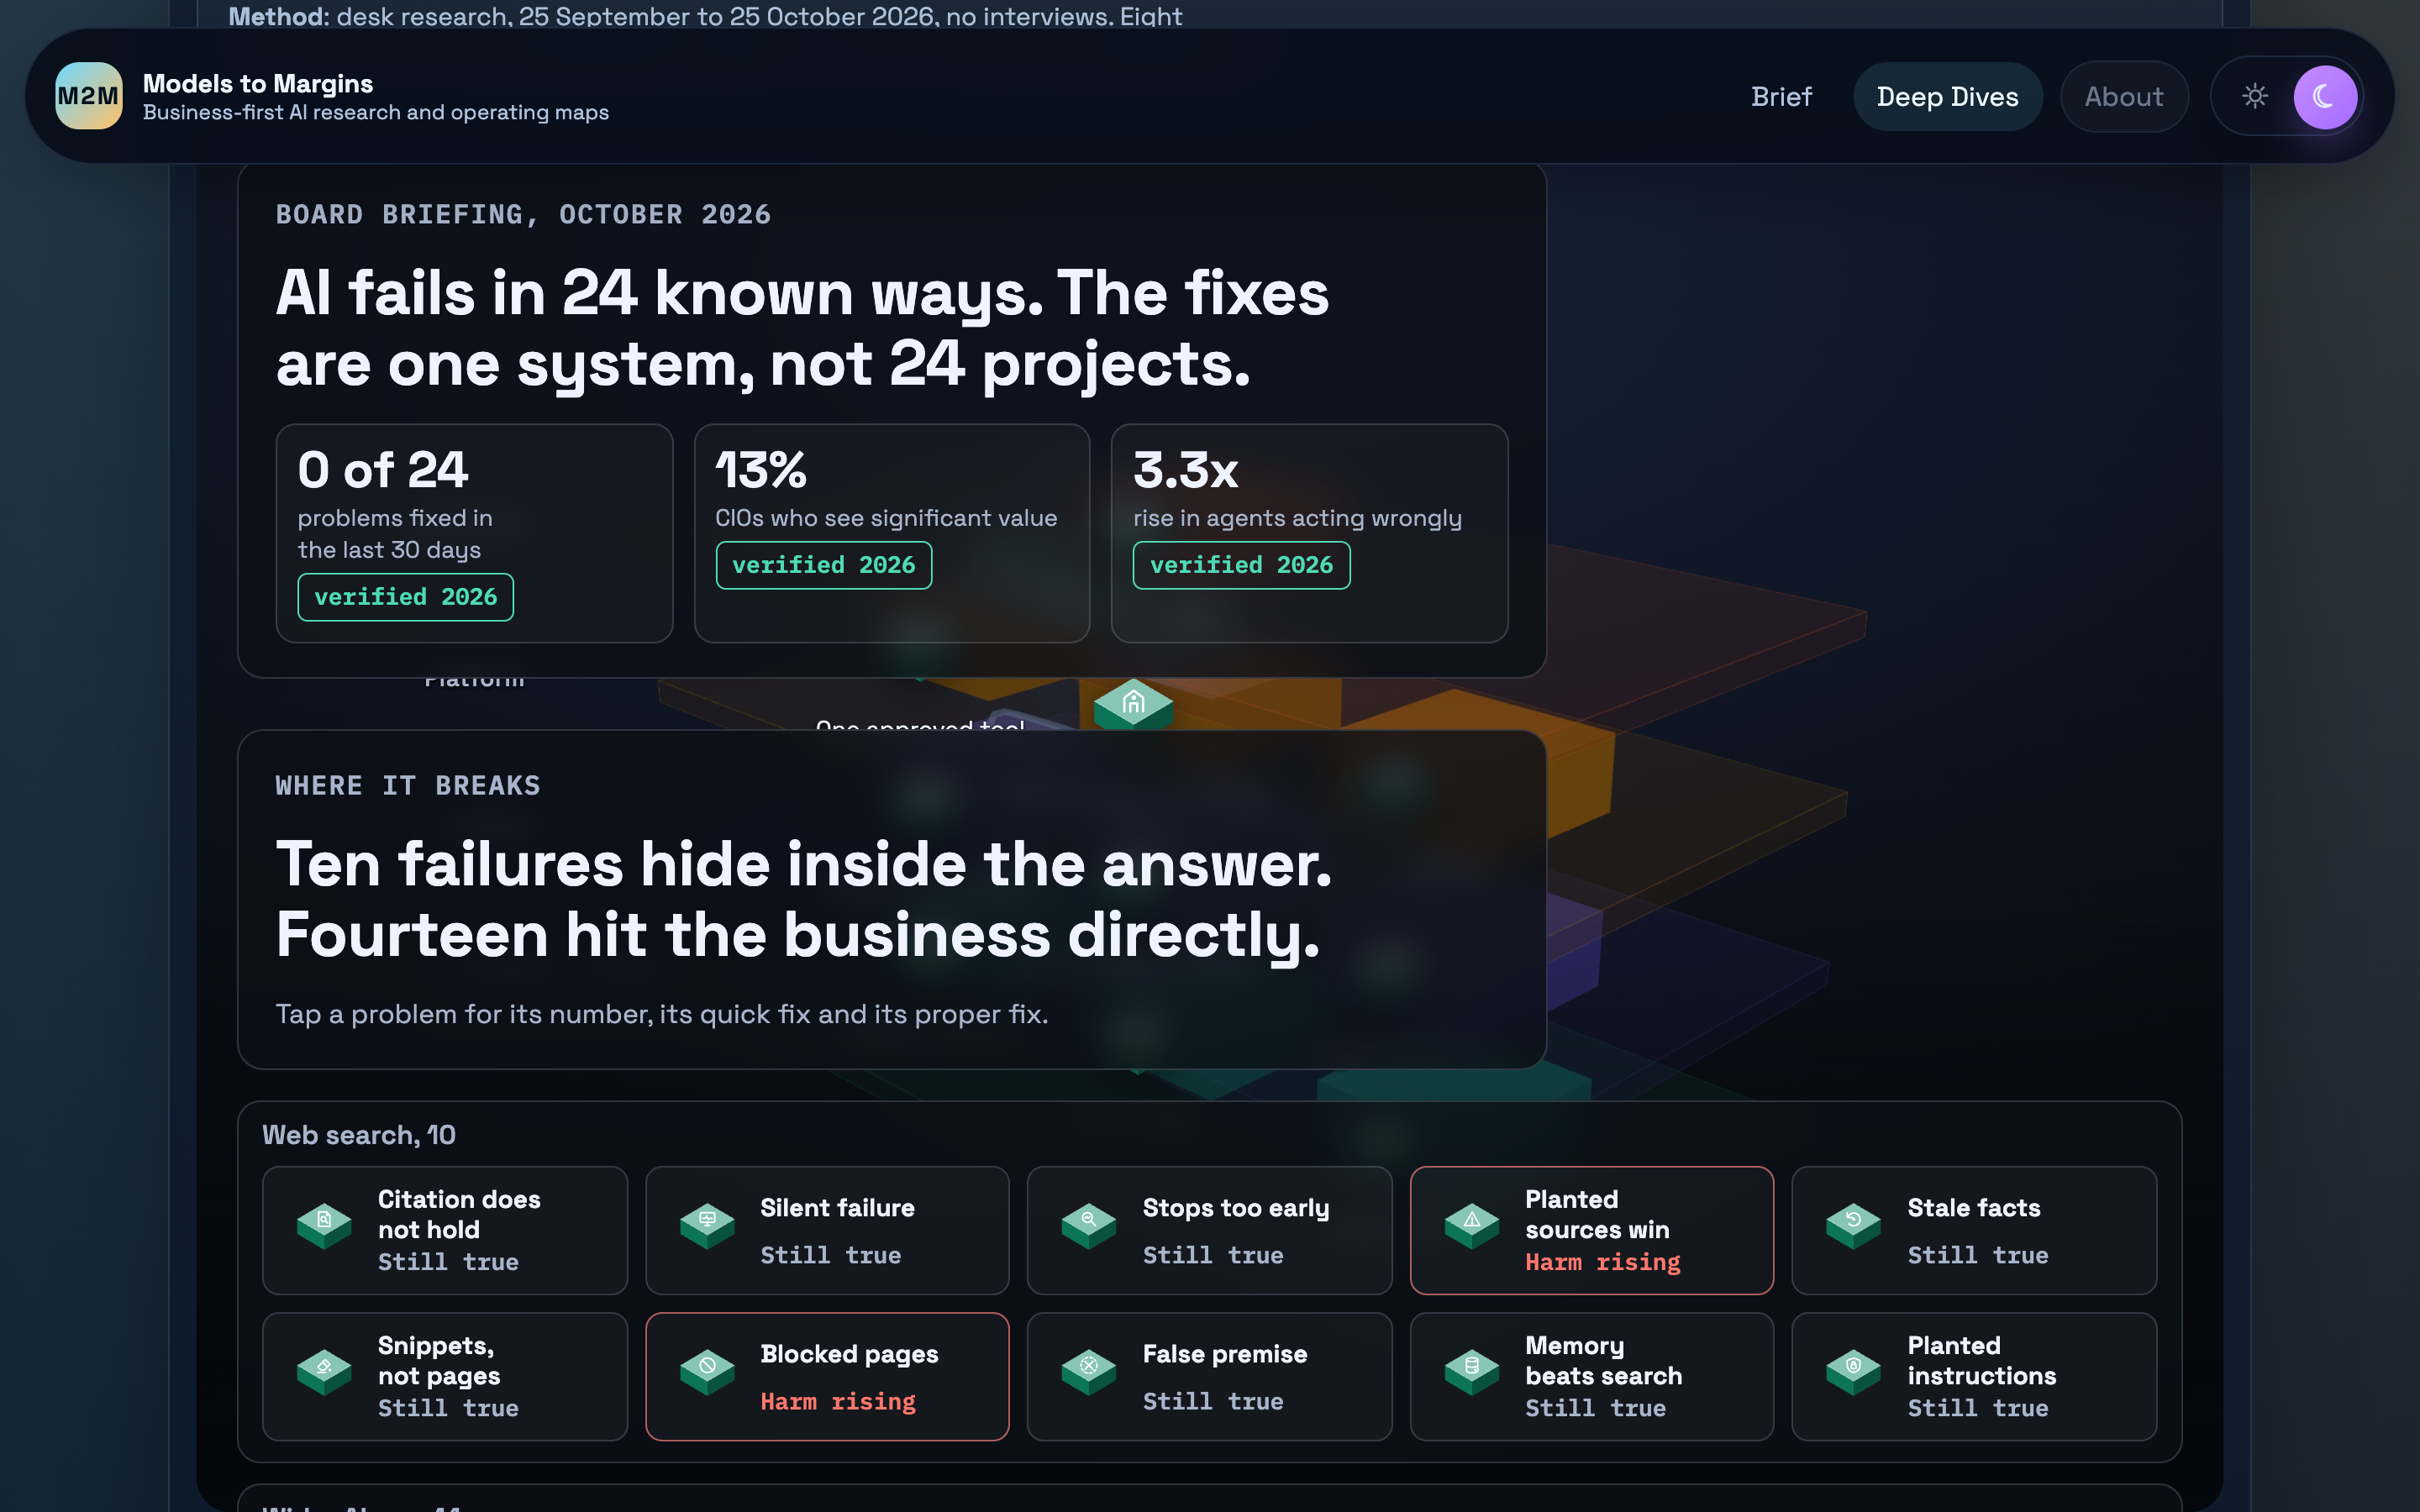 Method: desk research, 25 September to 25 October 2026, no interviews. Eight
M2M
Models to Margins
Business-first AI research and operating maps
Brief
Deep Dives
About
BOARD BRIEFING, OCTOBER 2026
AI fails in 24 known ways. The fixes
are one system, not 24 projects.
0 of 24
problems fixed in
the last 30 days
verified 2026
13%
CIOs who see significant value
verified 2026
3.3x
rise in agents acting wrongly
verified 2026
Platform
One approved tool
WHERE IT BREAKS
Ten failures hide inside the answer.
Fourteen hit the business directly.
Tap a problem for its number, its quick fix and its proper fix.
Web search, 10
Citation does
not hold
Still true
Silent failure
Still true
Stops too early
Still true
Planted
sources win
Harm rising
Stale facts
Still true
Snippets,
not pages
Still true
Blocked pages
Harm rising
False premise
Still true
Memory
beats search
Still true
Planted
instructions
Still true